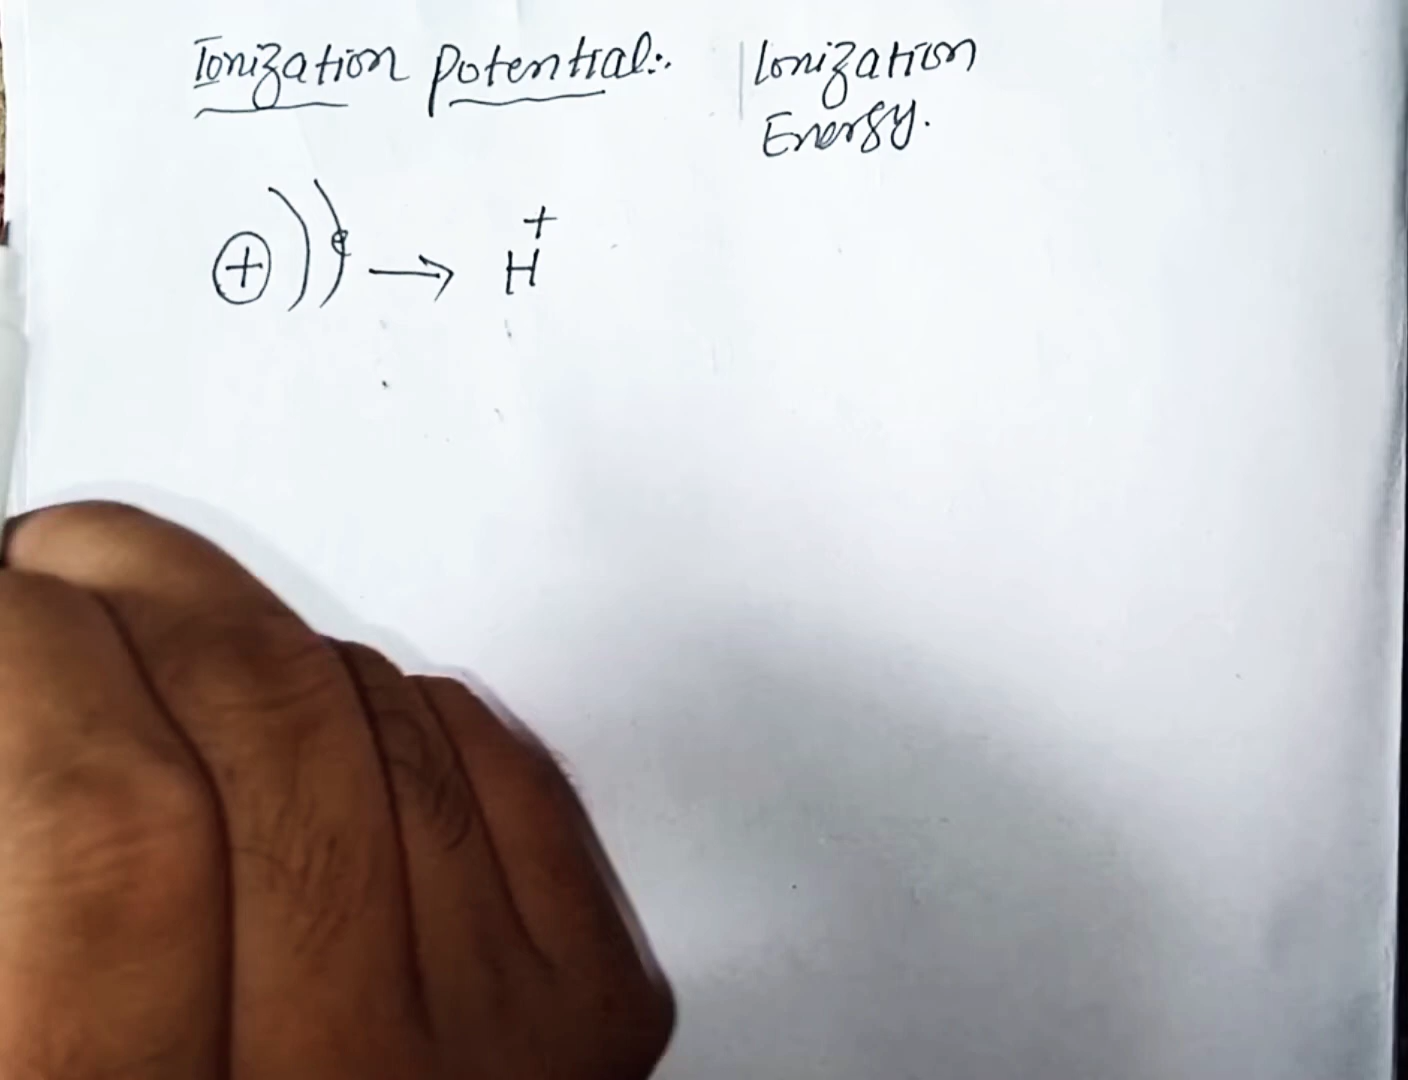 Ionization potential:. | Ionization
Energy.
+ e → H+